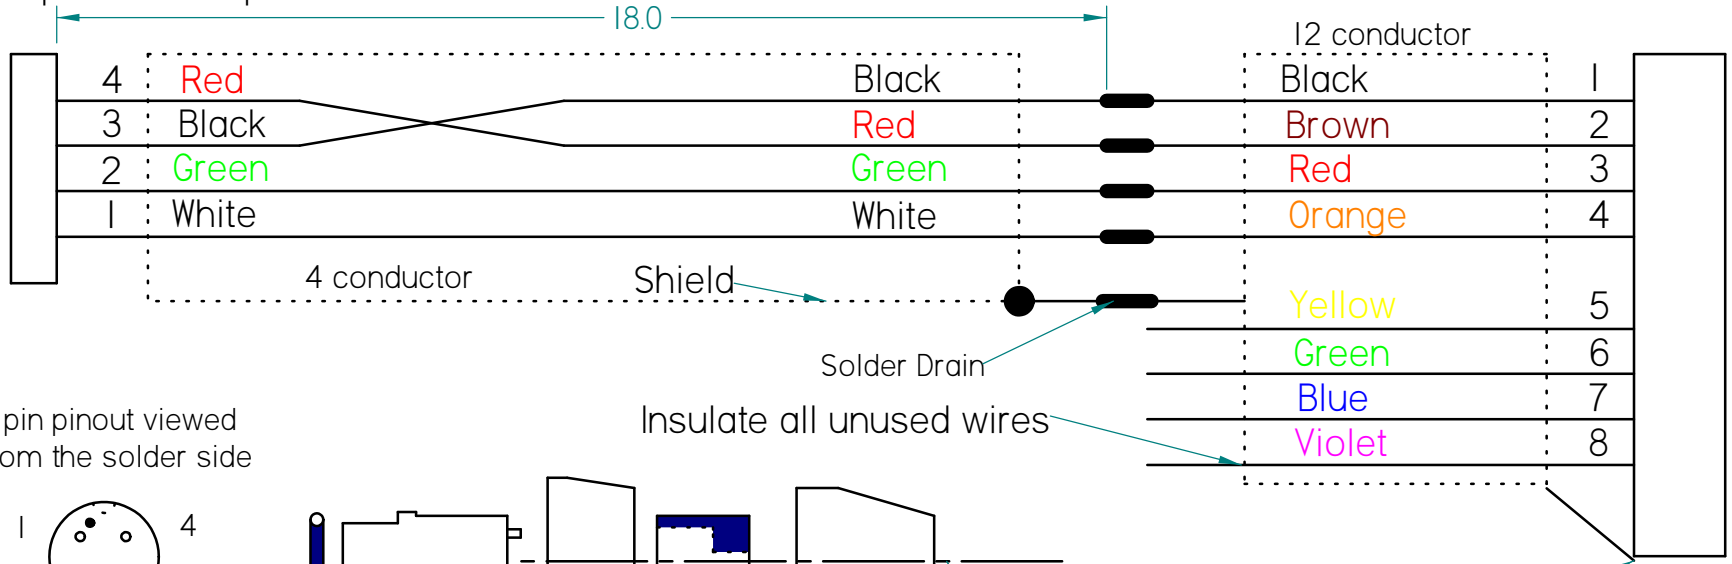 18.0
12 conductor
4 Red Black Black 1
3 Black Red Brown 2
2 Green Green Red 3
1 White White Orange 4
4 conductor Shield
Yellow 5
Solder Drain Green 6
pin pinout viewed Insulate all unused wires Blue 7
om the solder side Violet 8
1 4